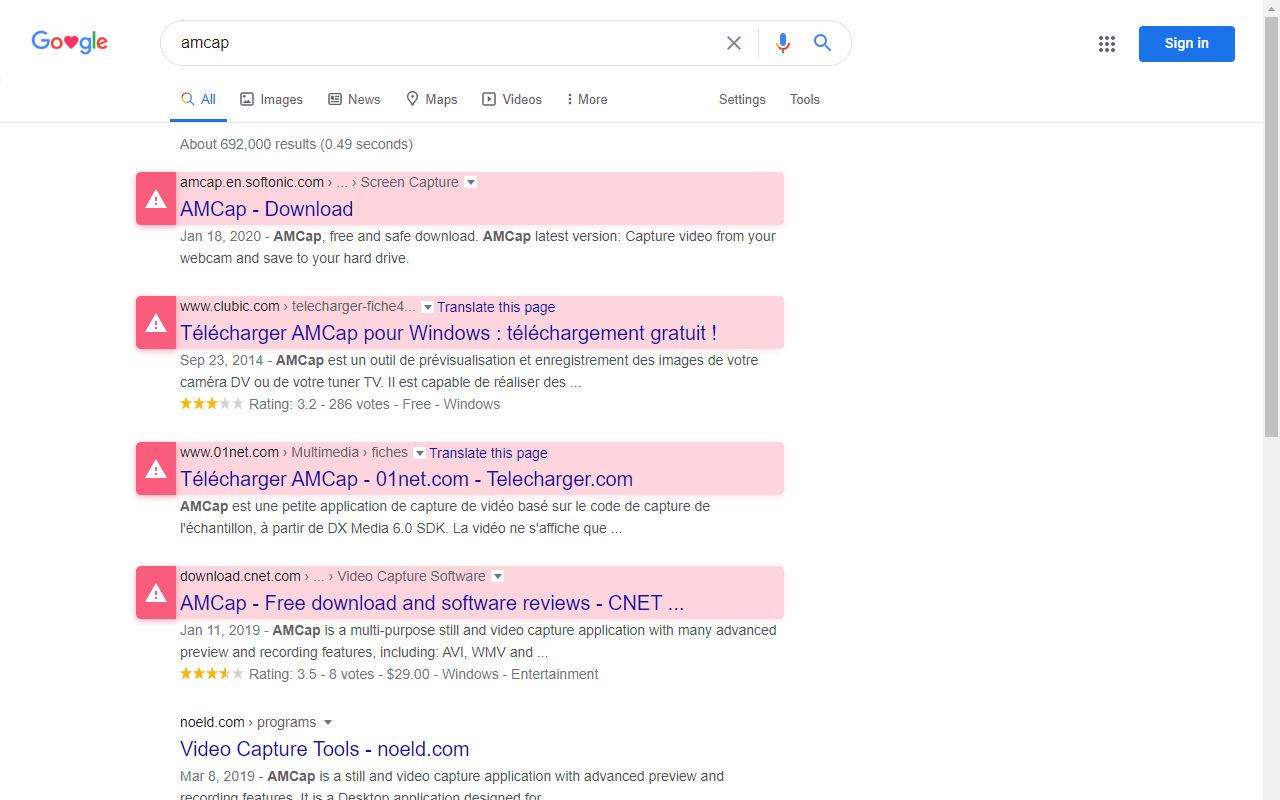 Google
amcap
Sign in
All Images News Maps Videos More Settings Tools
About 692,000 results (0.49 seconds)
amcap.en.softonic.com › ... › Screen Capture
AMCap - Download
Jan 18, 2020 - AMCap, free and safe download. AMCap latest version: Capture video from your
webcam and save to your hard drive.
www.clubic.com › telecharger-fiche4... Translate this page
Télécharger AMCap pour Windows : téléchargement gratuit !
Sep 23, 2014 - AMCap est un outil de prévisualisation et enregistrement des images de votre
caméra DV ou de votre tuner TV. Il est capable de réaliser des ...
Rating: 3.2 - 286 votes - Free - Windows
www.01net.com › Multimedia › fiches Translate this page
Télécharger AMCap - 01net.com - Telecharger.com
AMCap est une petite application de capture de vidéo basé sur le code de capture de
l'échantillon, à partir de DX Media 6.0 SDK. La vidéo ne s'affiche que ...
download.cnet.com › ... › Video Capture Software
AMCap - Free download and software reviews - CNET ...
Jan 11, 2019 - AMCap is a multi-purpose still and video capture application with many advanced
preview and recording features, including: AVI, WMV and ...
Rating: 3.5 - 8 votes - $29.00 - Windows - Entertainment
noeld.com › programs
Video Capture Tools - noeld.com
Mar 8, 2019 - AMCap is a still and video capture application with advanced preview and
recording features. It is a Desktop application designed for